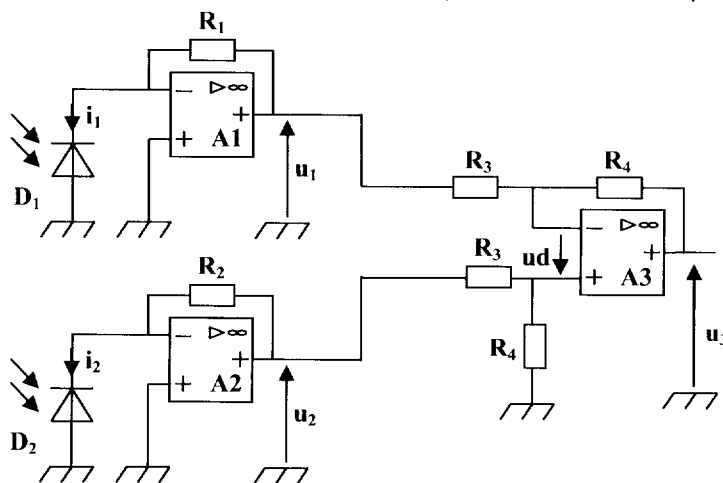 R₁
− ▷ ∞
i₁
+
+ A1
D₁
u₁
R₃
R₄
− ▷ ∞
R₂
R₃
ud
+
+ A3
− ▷ ∞
i₂
+
R₄
u₃
+ A2
D₂
u₂